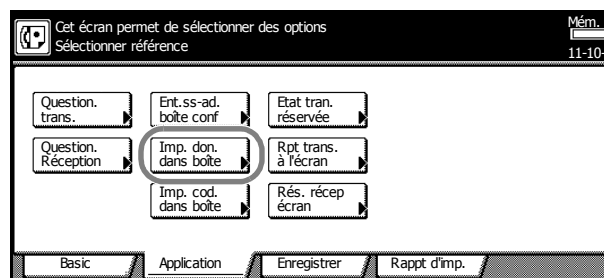 Cet écran permet de sélectionner des options
Sélectionner référence
Mém.
11-10-
Question.
trans.
Ent.ss-ad.
boîte conf
Etat tran.
réservée
Question.
Réception
Imp. don.
dans boîte
Rpt trans.
à l'écran
Imp. cod.
dans boîte
Rés. récep
écran
Basic
Application
Enregistrer
Rappt d'imp.